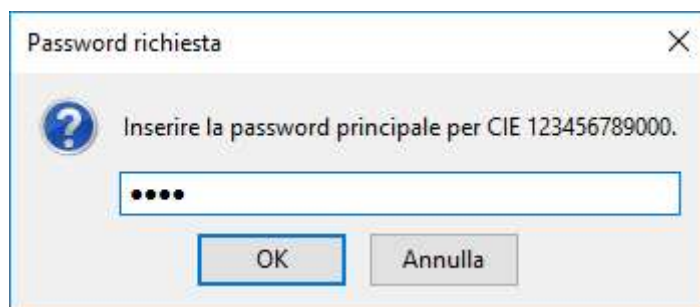 Password richiesta
Inserire la password principale per CIE 123456789000.
••••
OK
Annulla